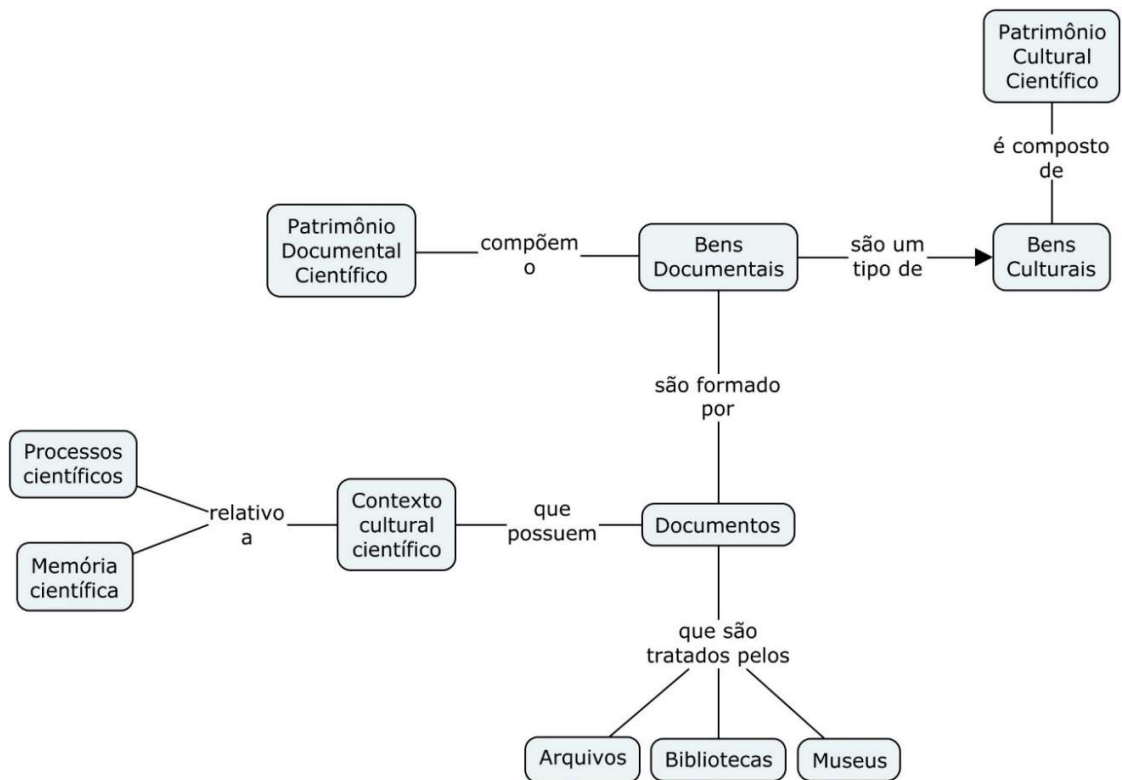 Patrimônio
Cultural
Científico
é composto
de
Patrimônio
Documental
Científico
compõem
o
Bens
Documentais
são um
tipo de
Bens
Culturais
são formado
por
Processos
científicos
Memória
científica
relativo
a
Contexto
cultural
científico
que
possuem
Documentos
que são
tratados pelos
Arquivos
Bibliotecas
Museus